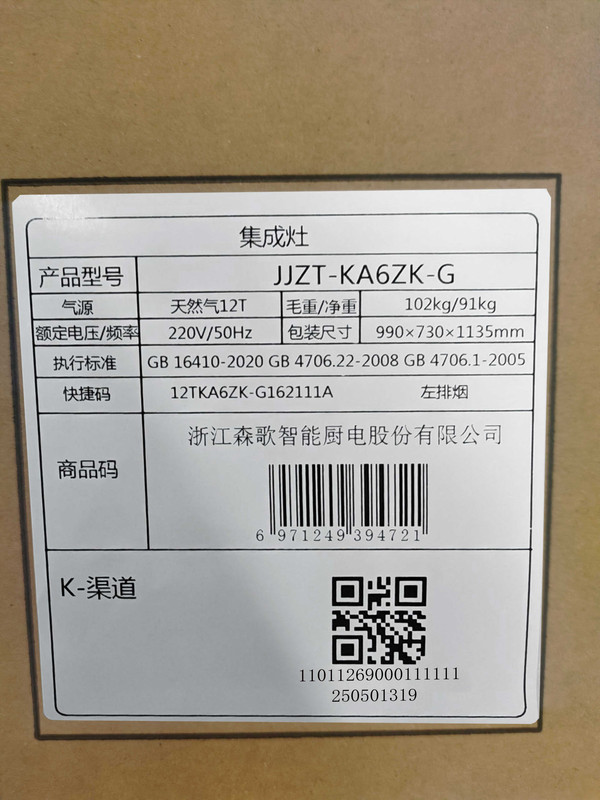 集成灶
产品型号 JJZT-KA6ZK-G
气源 天然气12T 毛重/净重 102kg/91kg
额定电压/频率 220V/50Hz 包装尺寸 990×730×1135mm
执行标准 GB 16410-2020 GB 4706.22-2008 GB 4706.1-2005
快捷码 12TKA6ZK-G162111A 左排烟
浙江森歌智能厨电股份有限公司
商品码
6 971249 394721
K-渠道
11011269000111111
250501319